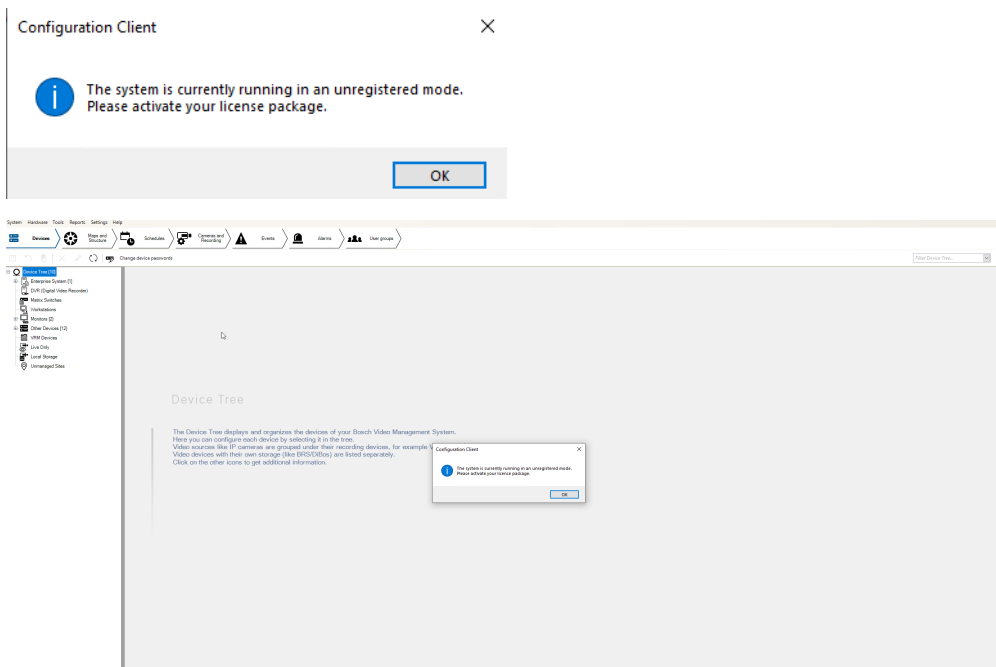 Configuration Client
The system is currently running in an unregistered mode.
Please activate your license package.
OK
System Hardware Tools Reports Settings Help
Devices
Maps and
Structure
Schedules
Cameras and
Recording
Events
Alarms
User groups
Change device passwords
Filter Device Tree...
Device Tree [18]
Enterprise System [1]
DVR (Digital Video Recorder)
Matrix Switches
Workstations
Monitors [2]
Other Devices [12]
VRM Devices
Live Only
Local Storage
Unmanaged Sites
Device Tree
The Device Tree displays and organizes the devices of your Bosch Video Management System.
Here you can configure each device by selecting it in the tree.
Video sources like IP cameras are grouped under their recording devices, for example
Video devices with their own storage (like BRS/DiBos) are listed separately.
Click on the other icons to get additional information.
Configuration Client
The system is currently running in an unregistered mode.
Please activate your license package.
OK